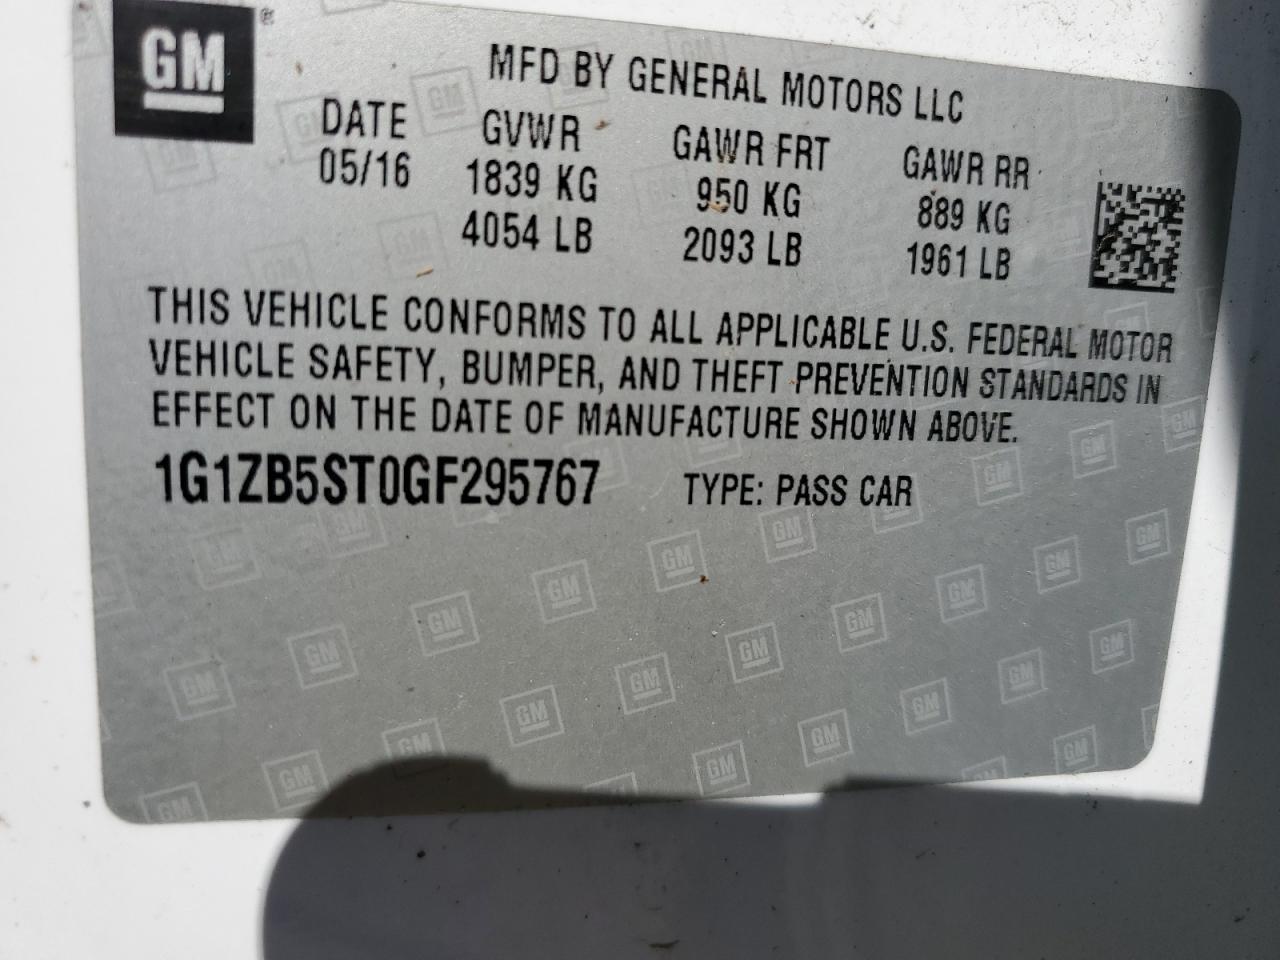 GM ®
MFD BY GENERAL MOTORS LLC
DATE GVWR GAWR FRT GAWR RR
05/16 1839 KG 950 KG 889 KG
4054 LB 2093 LB 1961 LB
THIS VEHICLE CONFORMS TO ALL APPLICABLE U.S. FEDERAL MOTOR
VEHICLE SAFETY, BUMPER, AND THEFT PREVENTION STANDARDS IN
EFFECT ON THE DATE OF MANUFACTURE SHOWN ABOVE.
1G1ZB5ST0GF295767 TYPE: PASS CAR